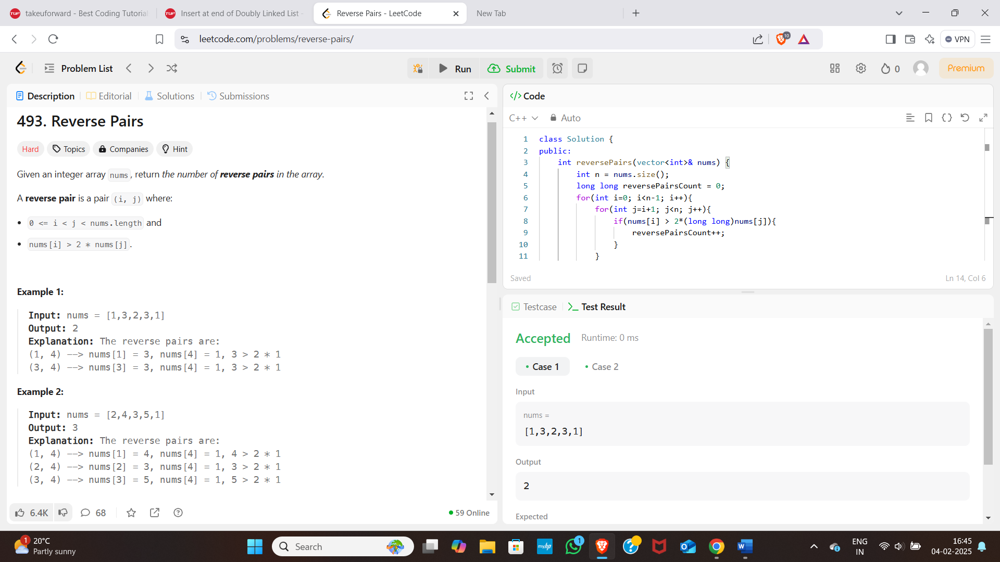 takeuforward - Best Coding Tutorial
Insert at end of Doubly Linked List -
Reverse Pairs - LeetCode
New Tab
leetcode.com/problems/reverse-pairs/
10
VPN
Problem List
Run
Submit
0
Premium
Description
Editorial
Solutions
Submissions
493. Reverse Pairs
Hard
Topics
Companies
Hint
Given an integer array nums, return the number of reverse pairs in the array.
A reverse pair is a pair (i, j) where:
• 0 <= i < j < nums.length and
• nums[i] > 2 * nums[j].
Example 1:
Input: nums = [1,3,2,3,1]
Output: 2
Explanation: The reverse pairs are:
(1, 4) --> nums[1] = 3, nums[4] = 1, 3 > 2 * 1
(3, 4) --> nums[3] = 3, nums[4] = 1, 3 > 2 * 1
Example 2:
Input: nums = [2,4,3,5,1]
Output: 3
Explanation: The reverse pairs are:
(1, 4) --> nums[1] = 4, nums[4] = 1, 4 > 2 * 1
(2, 4) --> nums[2] = 3, nums[4] = 1, 3 > 2 * 1
(3, 4) --> nums[3] = 5, nums[4] = 1, 5 > 2 * 1
6.4K
68
59 Online
</> Code
C++
Auto
1 class Solution {
2 public:
3 int reversePairs(vector<int>& nums) {
4 int n = nums.size();
5 long long reversePairsCount = 0;
6 for(int i=0; i<n-1; i++){
7 for(int j=i+1; j<n; j++){
8 if(nums[i] > 2*(long long)nums[j]){
9 reversePairsCount++;
10 }
11 }
Saved
Ln 14, Col 6
Testcase
Test Result
Accepted
Runtime: 0 ms
• Case 1
• Case 2
Input
nums =
[1,3,2,3,1]
Output
2
Expected
1
20°C
Partly sunny
Search
myhp
1
ENG
IN
16:45
04-02-2025